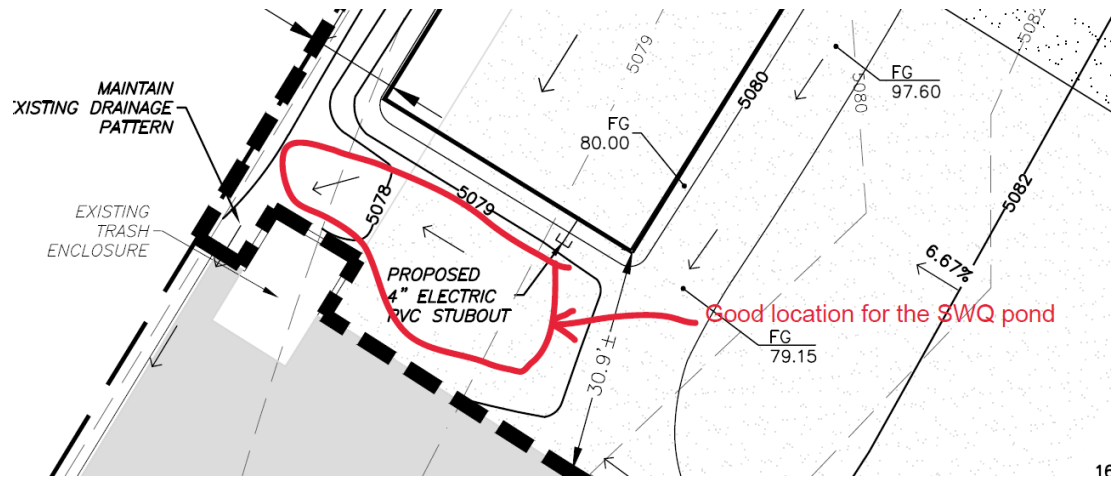 5082
5079
MAINTAIN
EXISTING DRAINAGE
PATTERN
5080
FG
97.60
5080
FG
80.00
5078
5079
5082
EXISTING
TRASH
ENCLOSURE
E
6.67%
PROPOSED
4" ELECTRIC
PVC STUBOUT
Good location for the SWQ pond
30.9'±
FG
79.15
16